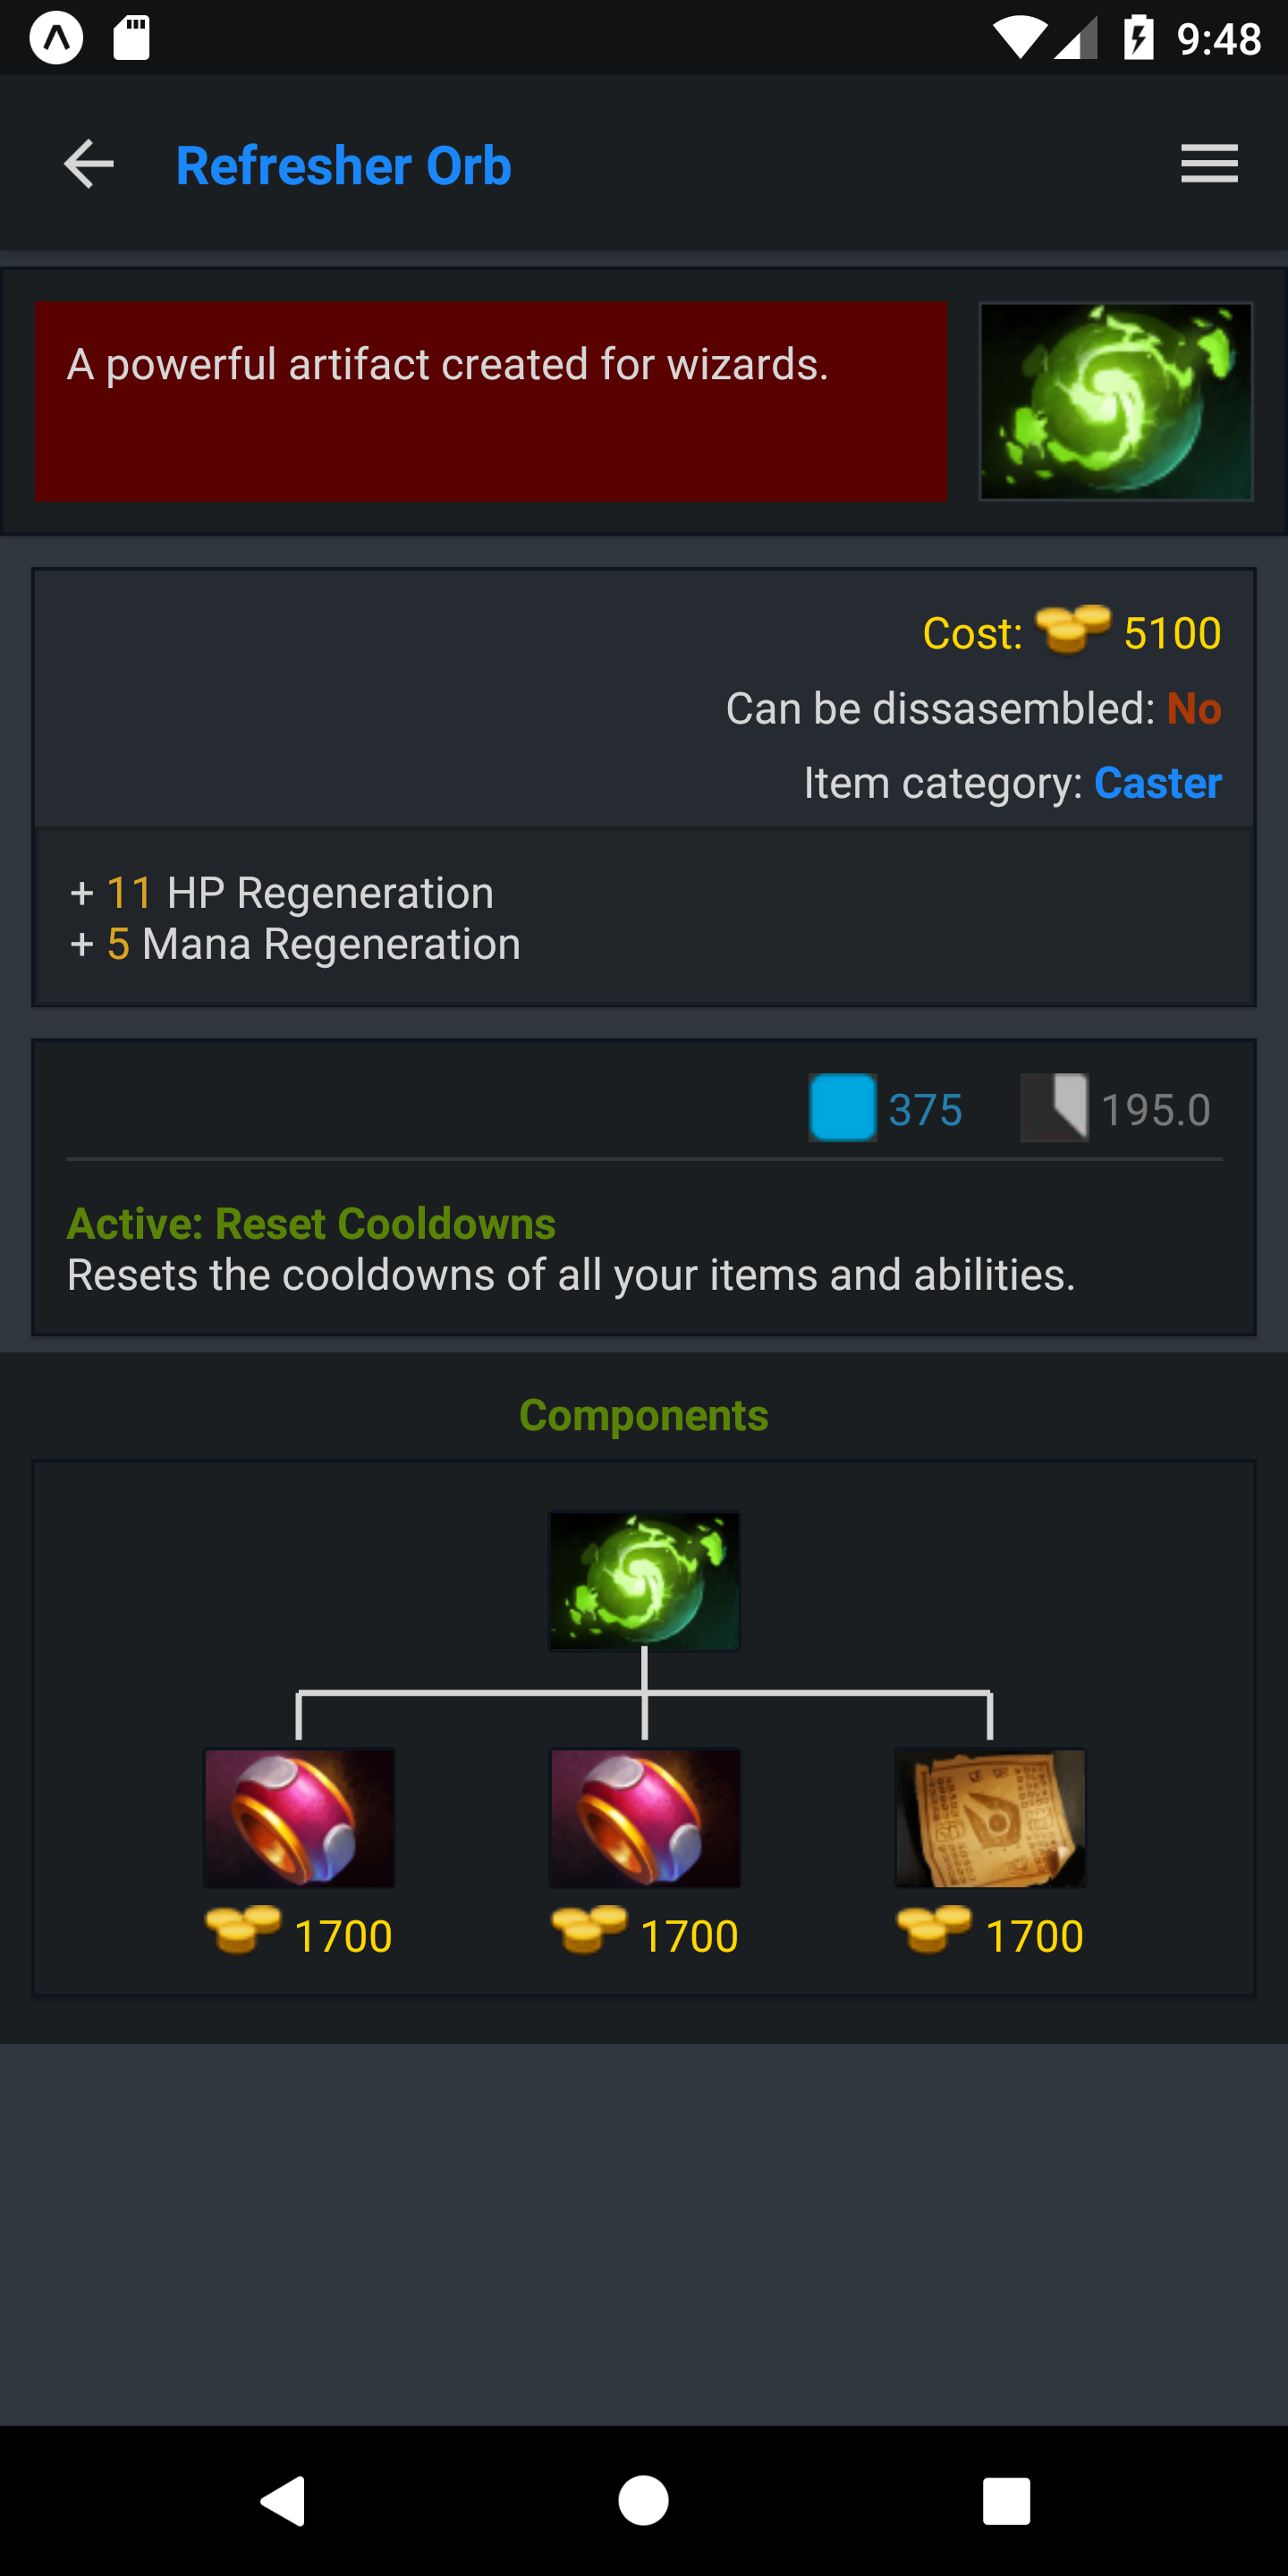 9:48
Refresher Orb
A powerful artifact created for wizards.
Cost: 5100
Can be dissasembled: No
Item category: Caster
+ 11 HP Regeneration
+ 5 Mana Regeneration
375 195.0
Active: Reset Cooldowns
Resets the cooldowns of all your items and abilities.
Components
1700 1700 1700